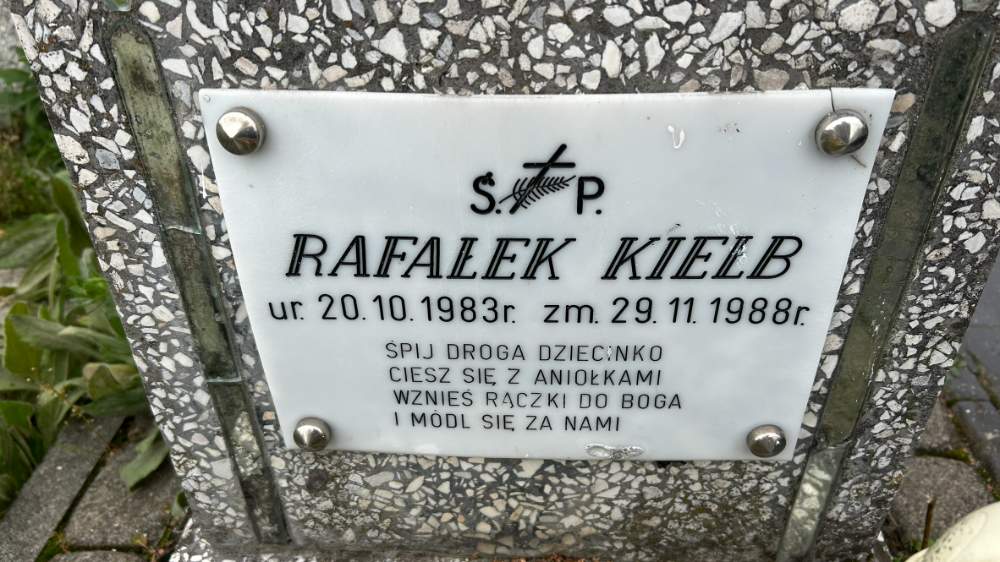 Ś. P.
RAFAŁEK KIEŁB
ur. 20.10.1983r. zm. 29.11.1988r.
ŚPIJ DROGA DZIECINKO
CIESZ SIĘ Z ANIOŁKAMI
WZNIEŚ RĄCZKI DO BOGA
I MÓDL SIĘ ZA NAMI